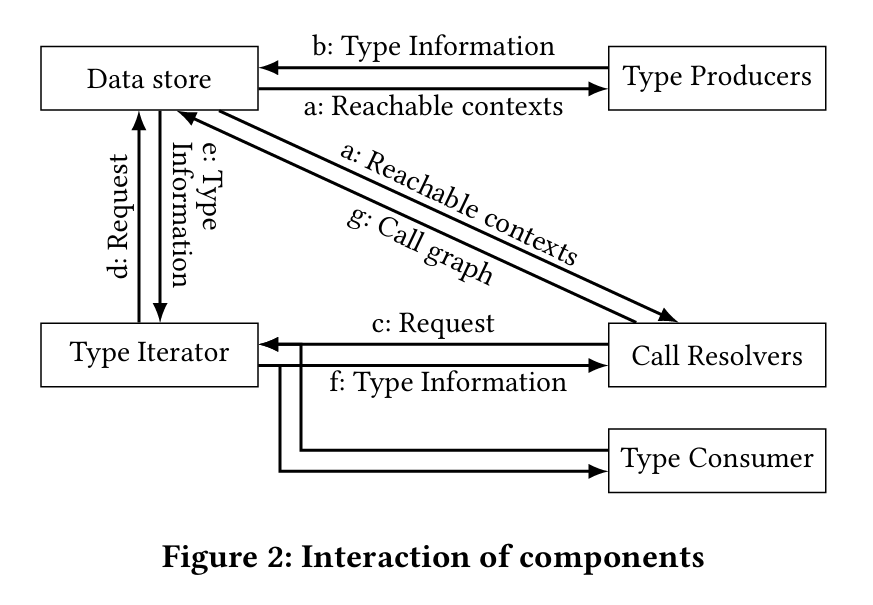 b: Type Information
Data store
Type Producers
a: Reachable contexts
a: Reachable contexts
g: Call graph
d: Request
e: Type
Information
c: Request
Type Iterator
Call Resolvers
f: Type Information
Type Consumer
Figure 2: Interaction of components